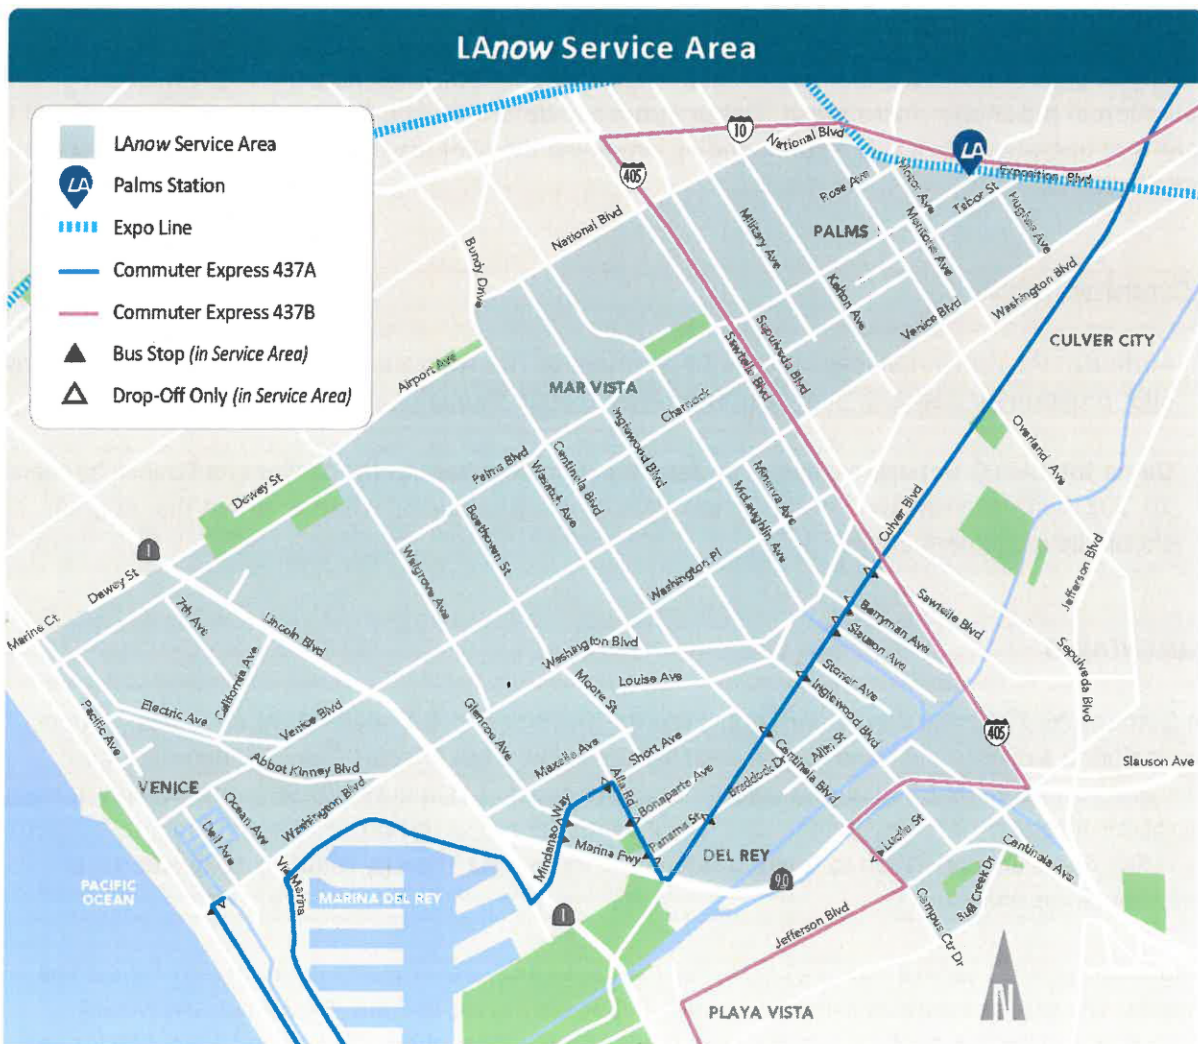 LAnow Service Area
LAnow Service Area
LA
Palms Station
Expo Line
Commuter Express 437A
Commuter Express 437B
Bus Stop (in Service Area)
Drop-Off Only (in Service Area)
10
National Blvd
LA
Exposition Blvd
405
Rose Ave
Motor Ave
Tabor St
Hughes Ave
National Blvd
Military Ave
PALMS
Mentone Ave
Bundy Drive
Kelton Ave
Venice Blvd
Washington Blvd
CULVER CITY
Airport Ave
Sawtelle Blvd
Sepulveda Blvd
MAR VISTA
Charnock
Inglewood Blvd
Overland Ave
Palms Blvd
Centinela Blvd
Wasatch Ave
Minerva Ave
McLaughlin Ave
Dewey St
Beethoven St
Culver Blvd
1
Walgrove Ave
Washington Pl
Jefferson Blvd
Dewey St
7th Ave
Marine Ct
Lincoln Blvd
Sawtelle Blvd
Berryman Ave
Slauson Ave
California Ave
Washington Blvd
Sepulveda Blvd
Stoner Ave
Louise Ave
Moore St
Inglewood Blvd
Electric Ave
Pacific Ave
Venice Blvd
Glencoe Ave
405
Abbot Kinney Blvd
Maxella Ave
Short Ave
Centinela Blvd
Allin St
Slauson Ave
VENICE
Braddock Dr
Washington Blvd
Ocean Ave
Alla Rd
Bonaparte Ave
Dell Ave
Mindanao Way
Panama St
Lucile St
Marina Fwy
DEL REY
Centinela Ave
90
Via Marina
PACIFIC
OCEAN
MARINA DEL REY
1
Jefferson Blvd
Campus Ctr Dr
Creek Dr
N
PLAYA VISTA